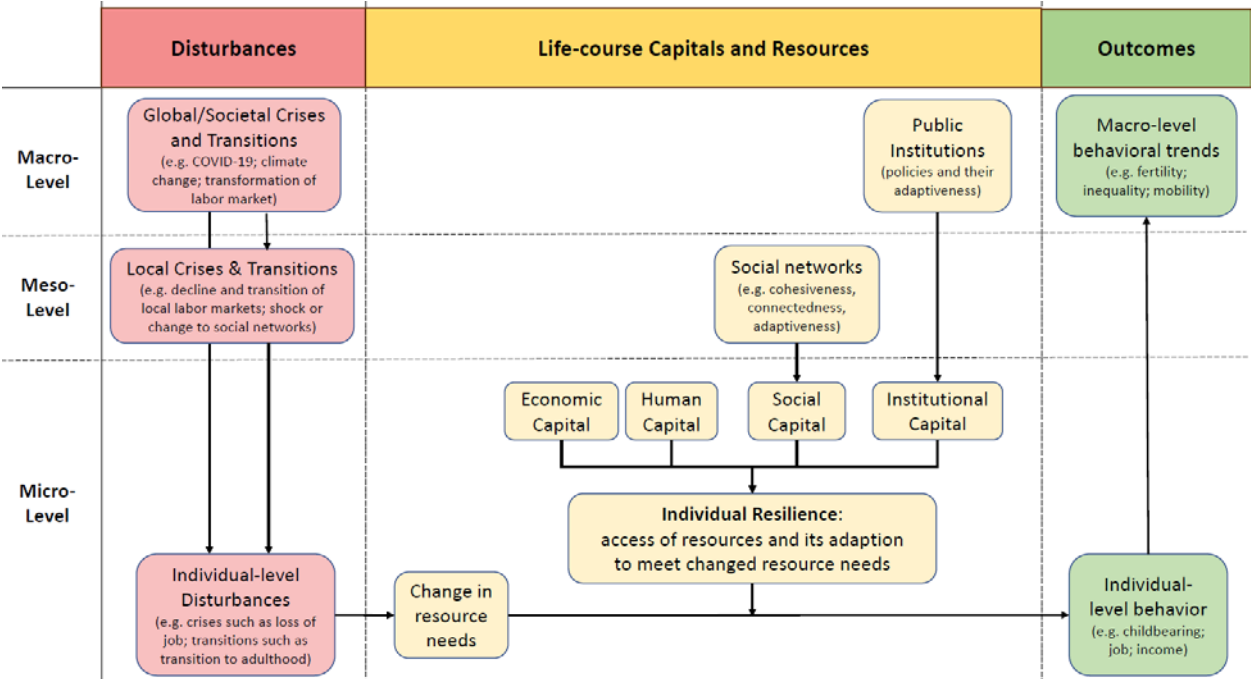 Disturbances
Life-course Capitals and Resources
Outcomes
Macro-
Level
Global/Societal Crises
and Transitions
(e.g. COVID-19; climate
change; transformation of
labor market)
Public
Institutions
(policies and their
adaptiveness)
Macro-level
behavioral trends
(e.g. fertility;
inequality; mobility)
Meso-
Level
Local Crises & Transitions
(e.g. decline and transition of
local labor markets; shock or
change to social networks)
Social networks
(e.g. cohesiveness,
connectedness,
adaptiveness)
Micro-
Level
Economic
Capital
Human
Capital
Social
Capital
Institutional
Capital
Individual Resilience:
access of resources and its adaption
to meet changed resource needs
Individual-level
Disturbances
(e.g. crises such as loss of
job; transitions such as
transition to adulthood)
Change in
resource
needs
Individual-
level behavior
(e.g. childbearing;
job; income)